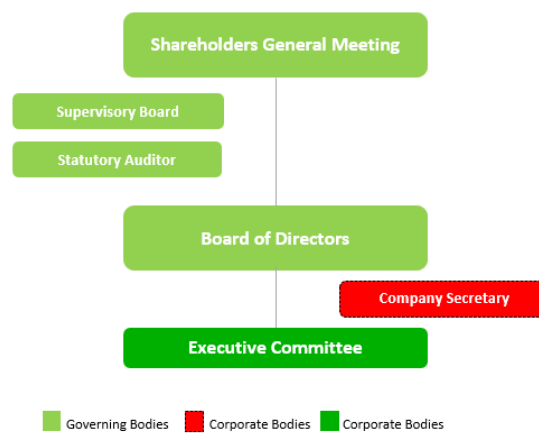 Shareholders General Meeting
Supervisory Board
Statutory Auditor
Board of Directors
Company Secretary
Executive Committee
Governing Bodies Corporate Bodies Corporate Bodies